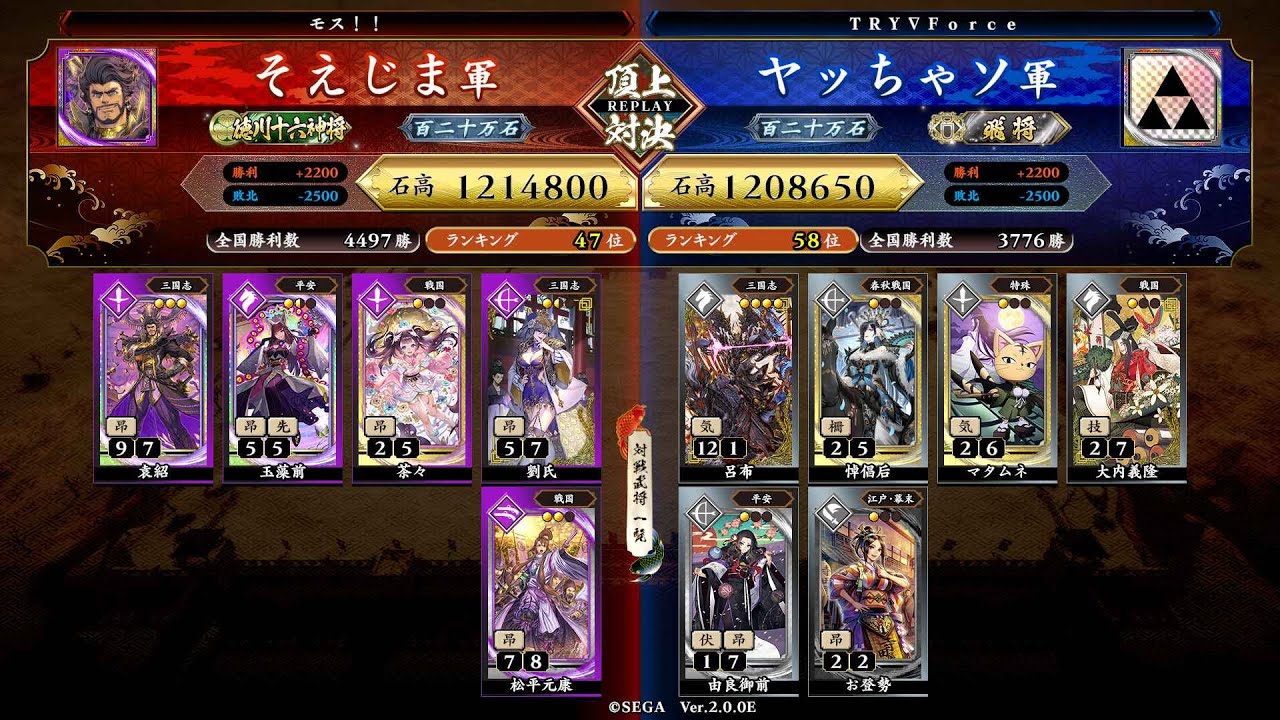 モス！！
TRY∇Force
そえじま軍
頂上
REPLAY
対決
ヤッちゃソ軍
徳川十六神将
百二十万石
百二十万石
飛将
勝利 +2200
敗北 -2500
石高 1214800
石高 1208650
勝利 +2200
敗北 -2500
全国勝利数 4497勝
ランキング 47位
ランキング 58位
全国勝利数 3776勝
三国志
昴
9 7
袁紹
平安
昴 先
5 5
玉藻前
戦国
昴
2 5
茶々
三国志
昴
5 7
劉氏
戦国
昴
7 8
松平元康
対戦武将一覧
三国志
気
12 1
呂布
春秋戦国
柵
2 5
悼倡后
特殊
気
2 6
マタムネ
戦国
技
2 7
大内義隆
平安
伏 昴
1 7
由良御前
江戸・幕末
昴
2 2
お登勢
©SEGA Ver.2.0.0E